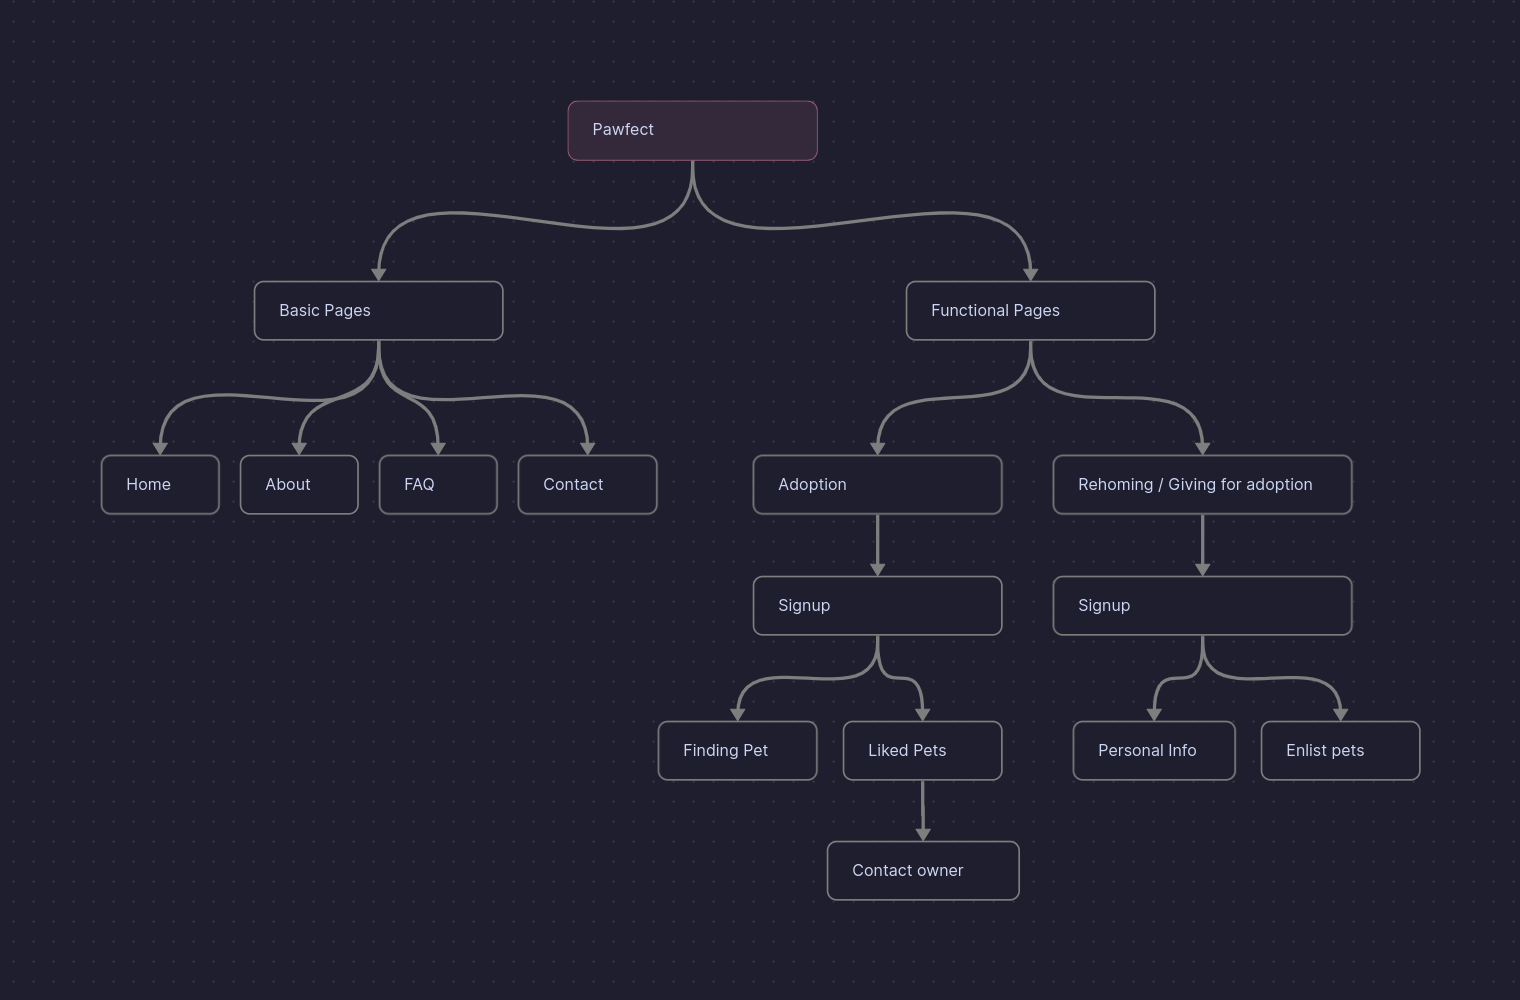 Pawfect
Basic Pages
Functional Pages
Home
About
FAQ
Contact
Adoption
Rehoming / Giving for adoption
Signup
Signup
Finding Pet
Liked Pets
Personal Info
Enlist pets
Contact owner